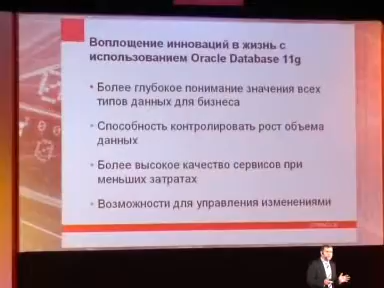 Воплощение инноваций в жизнь с
использованием Oracle Database 11g
• Более глубокое понимание значения всех
типов данных для бизнеса
• Способность контролировать рост объема
данных
• Более высокое качество сервисов при
меньших затратах
• Возможности для управления изменениями